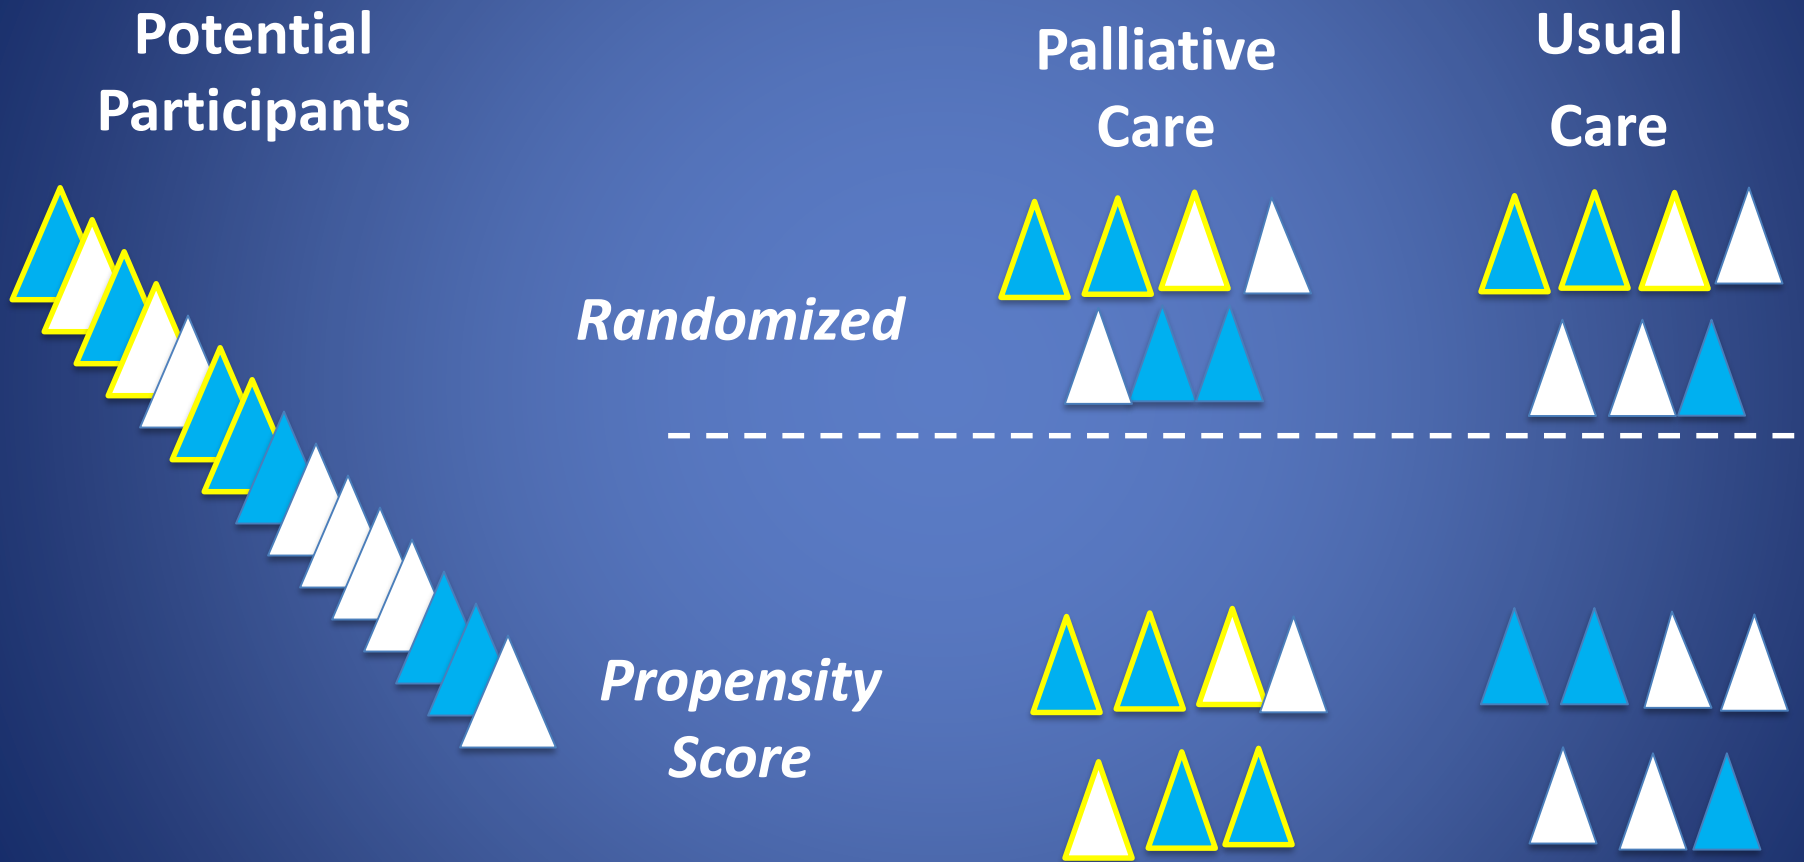 Potential
Participants
Palliative
Care
Usual
Care
Randomized
Propensity
Score